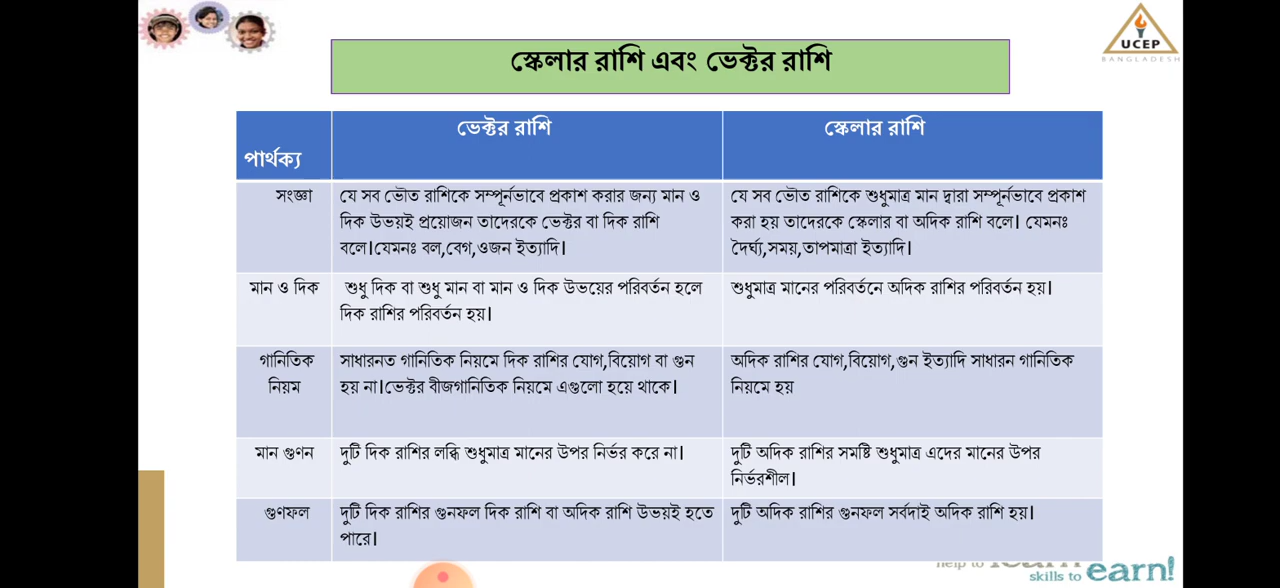 UCEP
BANGLADESH
স্কেলার রাশি এবং ভেক্টর রাশি
পার্থক্য
ভেক্টর রাশি
স্কেলার রাশি
সংজ্ঞা
যে সব ভৌত রাশিকে সম্পূর্নভাবে প্রকাশ করার জন্য মান ও
দিক উভয়ই প্রয়োজন তাদেরকে ভেক্টর বা দিক রাশি
বলে।যেমনঃ বল,বেগ,ওজন ইত্যাদি।
যে সব ভৌত রাশিকে শুধুমাত্র মান দ্বারা সম্পূর্নভাবে প্রকাশ
করা হয় তাদেরকে স্কেলার বা অদিক রাশি বলে। যেমনঃ
দৈর্ঘ্য,সময়,তাপমাত্রা ইত্যাদি।
মান ও দিক
শুধু দিক বা শুধু মান বা মান ও দিক উভয়ের পরিবর্তন হলে
দিক রাশির পরিবর্তন হয়।
শুধুমাত্র মানের পরিবর্তনে অদিক রাশির পরিবর্তন হয়।
গানিতিক
নিয়ম
সাধারনত গানিতিক নিয়মে দিক রাশির যোগ,বিয়োগ বা গুন
হয় না।ভেক্টর বীজগানিতিক নিয়মে এগুলো হয়ে থাকে।
অদিক রাশির যোগ,বিয়োগ,গুন ইত্যাদি সাধারন গানিতিক
নিয়মে হয়
মান গুণন
দুটি দিক রাশির লব্ধি শুধুমাত্র মানের উপর নির্ভর করে না।
দুটি অদিক রাশির সমষ্টি শুধুমাত্র এদের মানের উপর
নির্ভরশীল।
গুণফল
দুটি দিক রাশির গুনফল দিক রাশি বা অদিক রাশি উভয়ই হতে
পারে।
দুটি অদিক রাশির গুনফল সর্বদাই অদিক রাশি হয়।
help to learn
skills to earn!